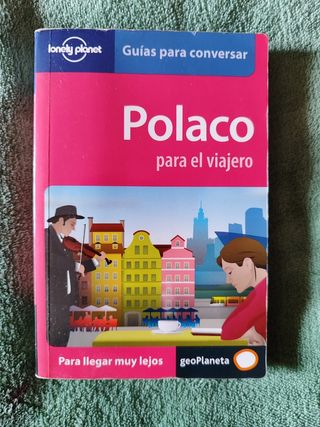 lonely planet
Guías para conversar
Polaco
para el viajero
Para llegar muy lejos
geoPlaneta